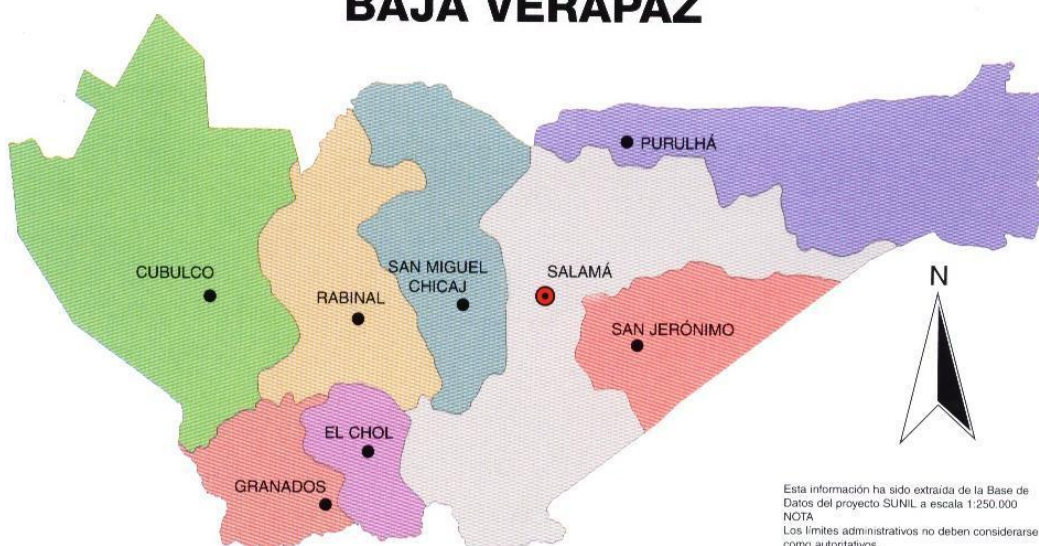 BAJA VERAPAZ
PURULHÁ
CUBULCO
SAN MIGUEL
CHICAJ
SALAMÁ
RABINAL
SAN JERÓNIMO
N
EL CHOL
GRANADOS
Esta información ha sido extraída de la Base de
Datos del proyecto SUNIL a escala 1:250.000
NOTA
Los límites administrativos no deben considerarse
como autoritativos